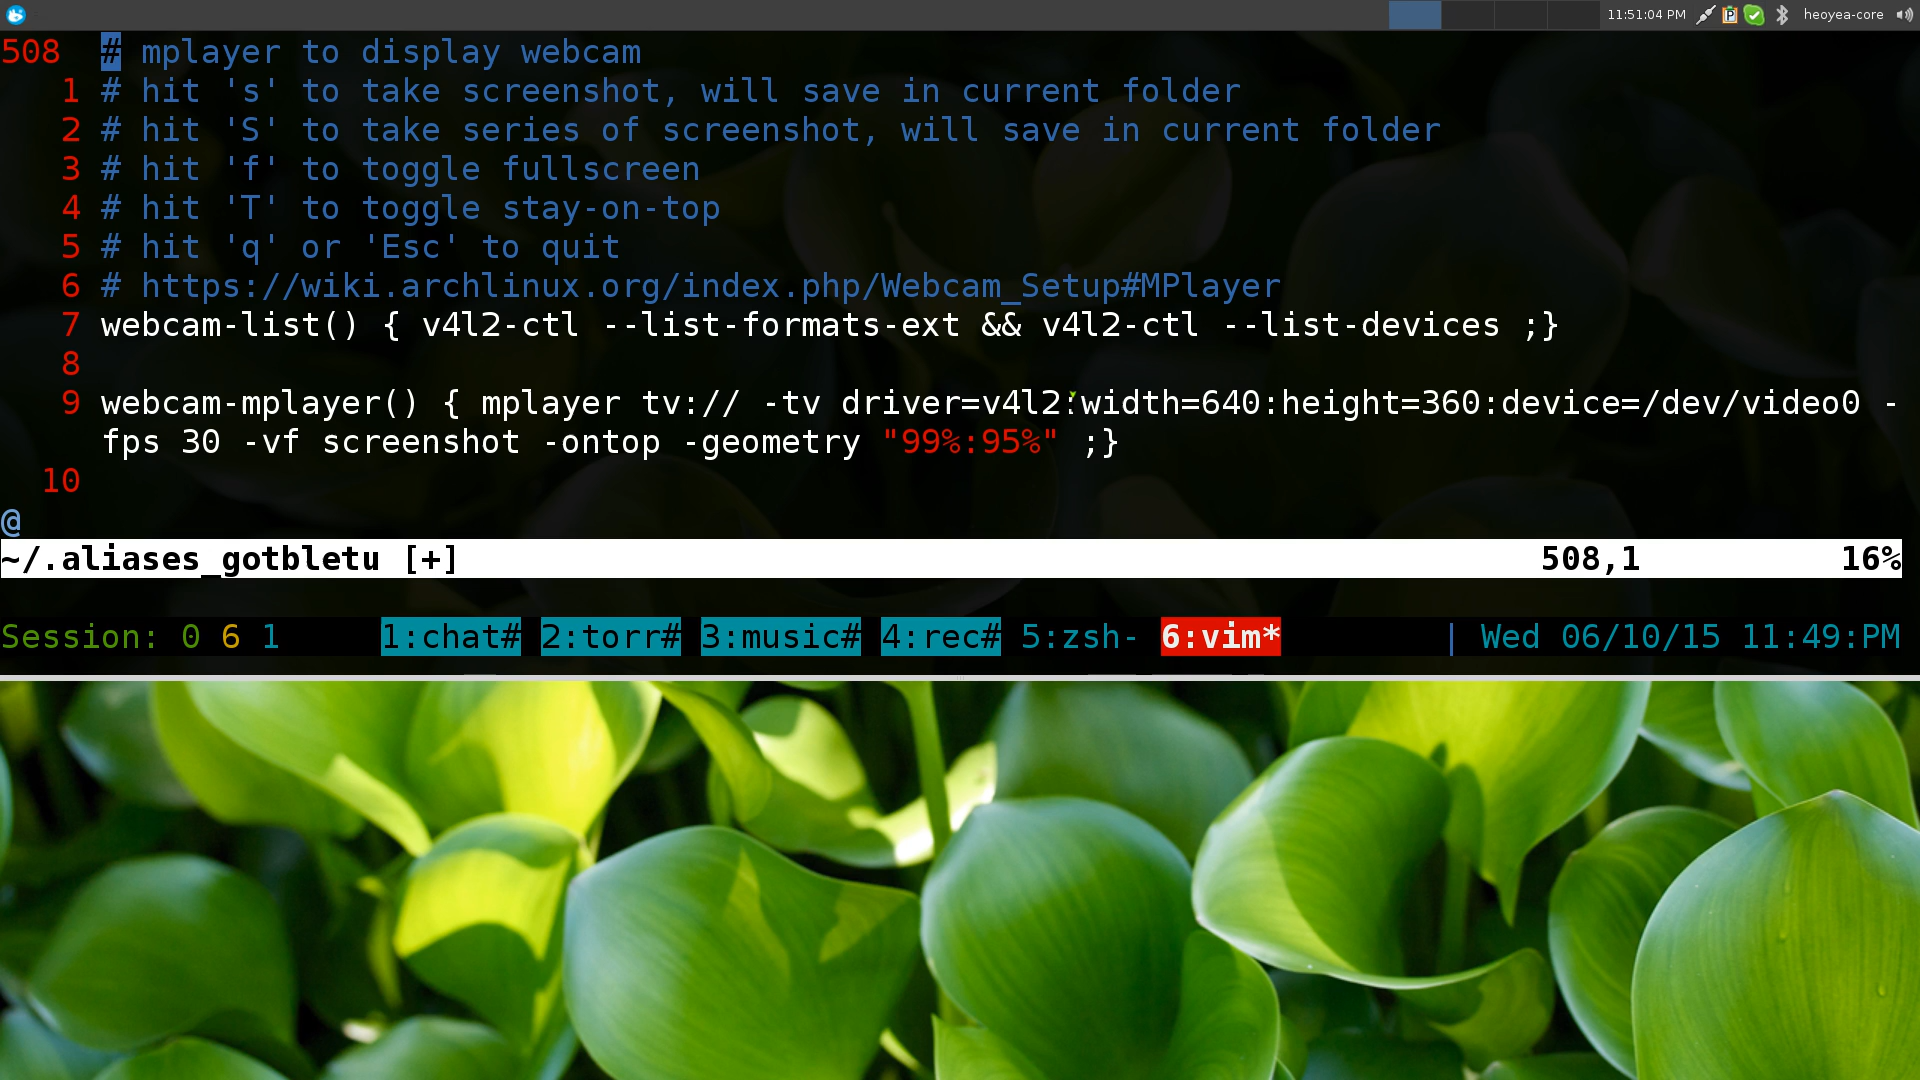 11:51:04 PM heoyea-core
508 # mplayer to display webcam
1 # hit 's' to take screenshot, will save in current folder
2 # hit 'S' to take series of screenshot, will save in current folder
3 # hit 'f' to toggle fullscreen
4 # hit 'T' to toggle stay-on-top
5 # hit 'q' or 'Esc' to quit
6 # https://wiki.archlinux.org/index.php/Webcam_Setup#MPlayer
7 webcam-list() { v4l2-ctl --list-formats-ext && v4l2-ctl --list-devices ;}
8
9 webcam-mplayer() { mplayer tv:// -tv driver=v4l2:width=640:height=360:device=/dev/video0 -
fps 30 -vf screenshot -ontop -geometry "99%:95%" ;}
10
@
~/.aliases_gotbletu [+] 508,1 16%
Session: 0 6 1 1:chat# 2:torr# 3:music# 4:rec# 5:zsh- 6:vim* | Wed 06/10/15 11:49:PM